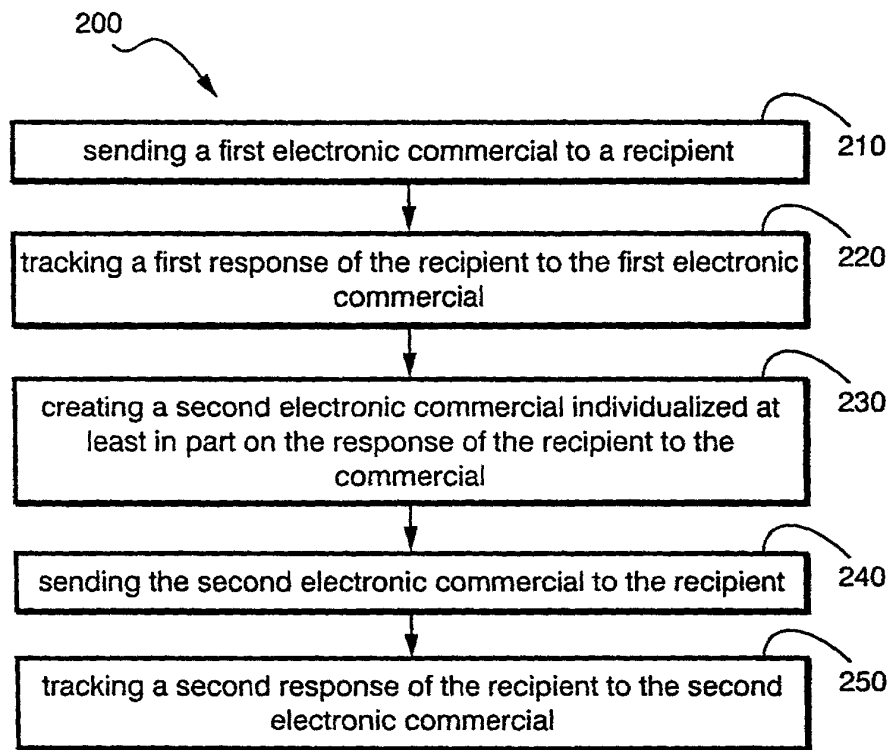 200
sending a first electronic commercial to a recipient
210
tracking a first response of the recipient to the first electronic
commercial
220
creating a second electronic commercial individualized at
least in part on the response of the recipient to the
commercial
230
sending the second electronic commercial to the recipient
240
tracking a second response of the recipient to the second
electronic commercial
250